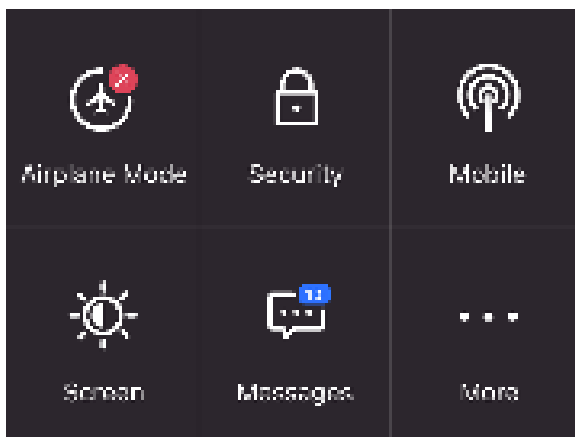 Airplane Mode
Security
Mobile
Screen
Messages
More